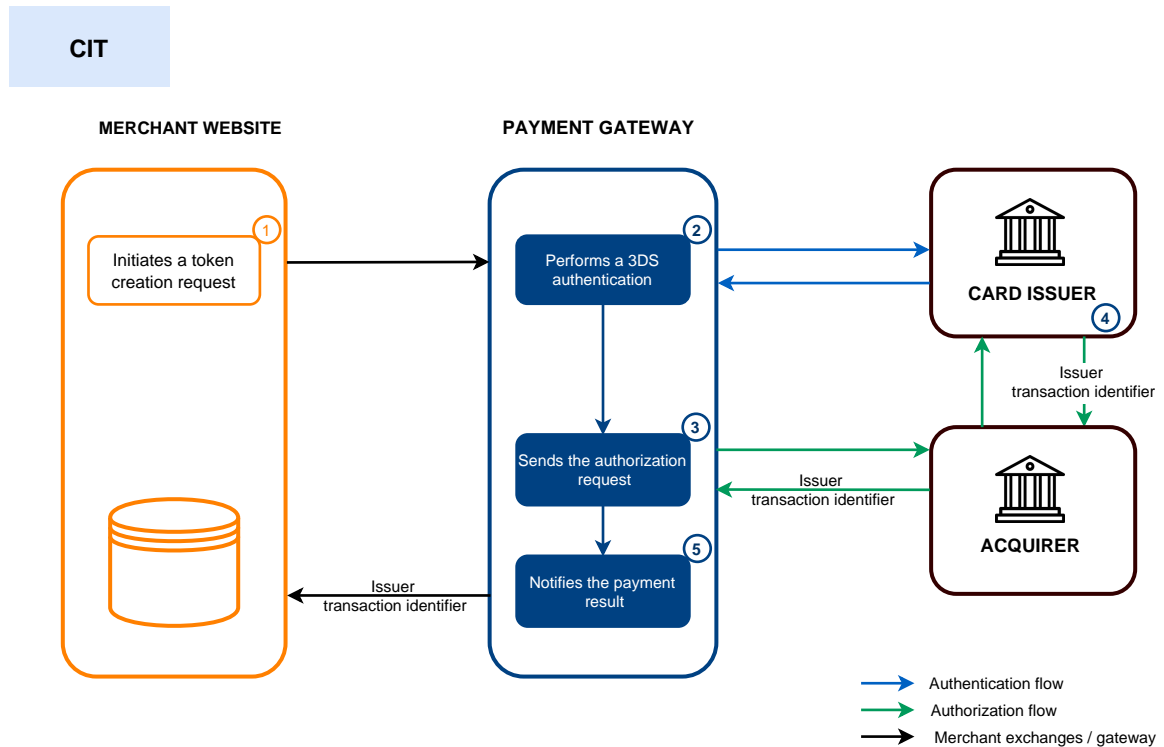 CIT
MERCHANT WEBSITE
PAYMENT GATEWAY
1
Initiates a token
creation request
2
Performs a 3DS
authentication
CARD ISSUER
4
Issuer
transaction identifier
3
Sends the authorization
request
Issuer
transaction identifier
ACQUIRER
5
Notifies the payment
result
Issuer
transaction identifier
Authentication flow
Authorization flow
Merchant exchanges / gateway